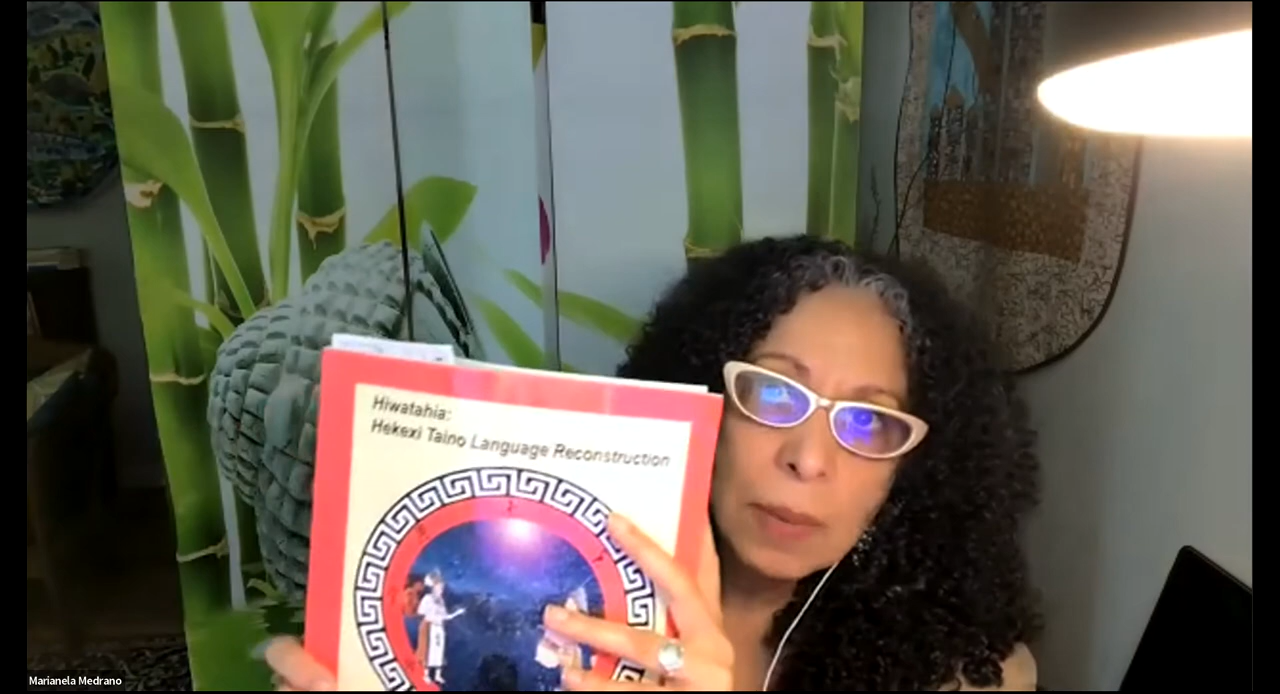 Hiwatahia:
Hekexi Taino Language Reconstruction
Marianela Medrano